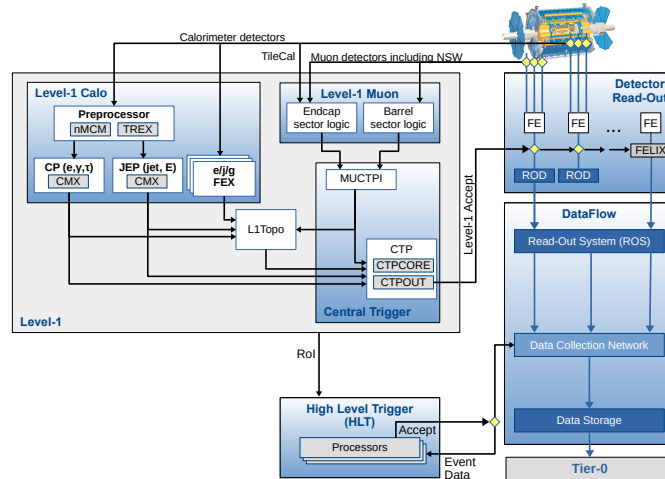 Calorimeter detectors
TileCal
Muon detectors including NSW
Level-1 Calo
Preprocessor
nMCM
TREX
CP (e,γ,τ)
CMX
JEP (jet, E)
CMX
e/j/g
FEX
Level-1 Muon
Endcap
sector logic
Barrel
sector logic
MUCTPI
L1Topo
CTP
CTPCORE
CTPOUT
Central Trigger
Level-1
Level-1 Accept
Detector
Read-Out
FE
FE
...
FE
FELIX
ROD
ROD
DataFlow
Read-Out System (ROS)
Data Collection Network
Data Storage
Tier-0
RoI
High Level Trigger
(HLT)
Accept
Processors
Event
Data